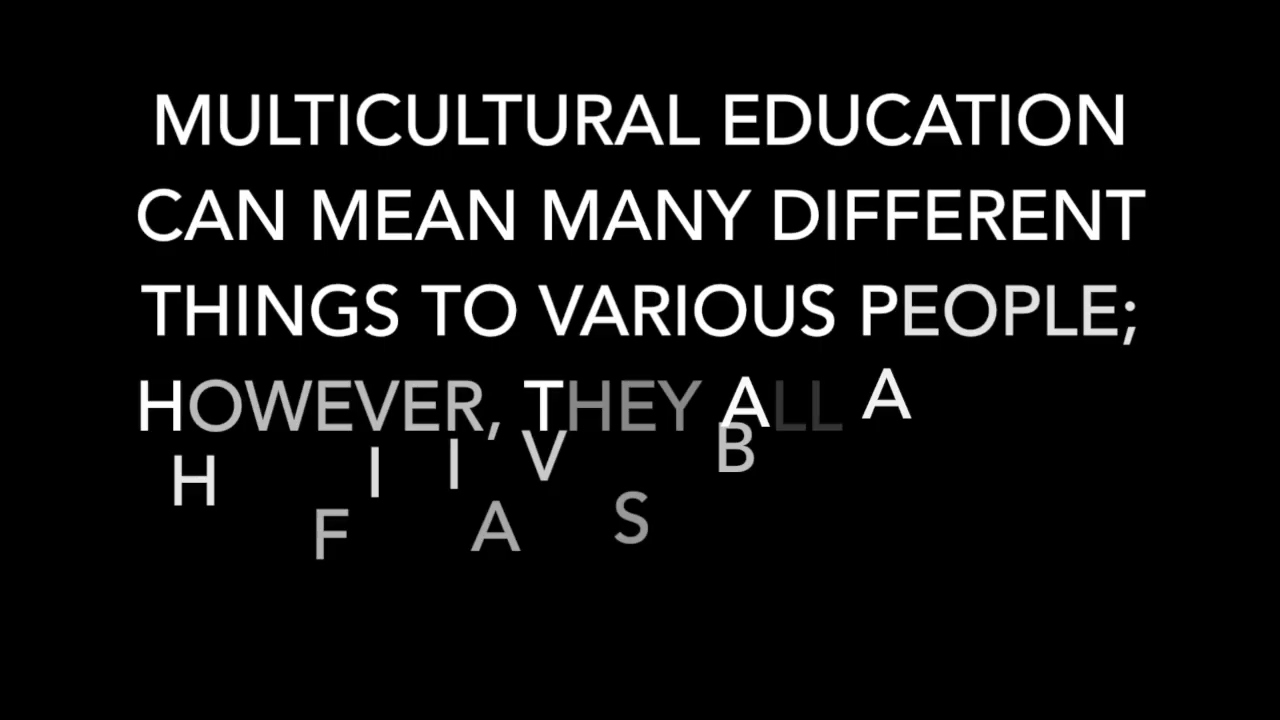 MULTICULTURAL EDUCATION
CAN MEAN MANY DIFFERENT
THINGS TO VARIOUS PEOPLE;
HOWEVER, THEY ALL A
H I I V B
F A S